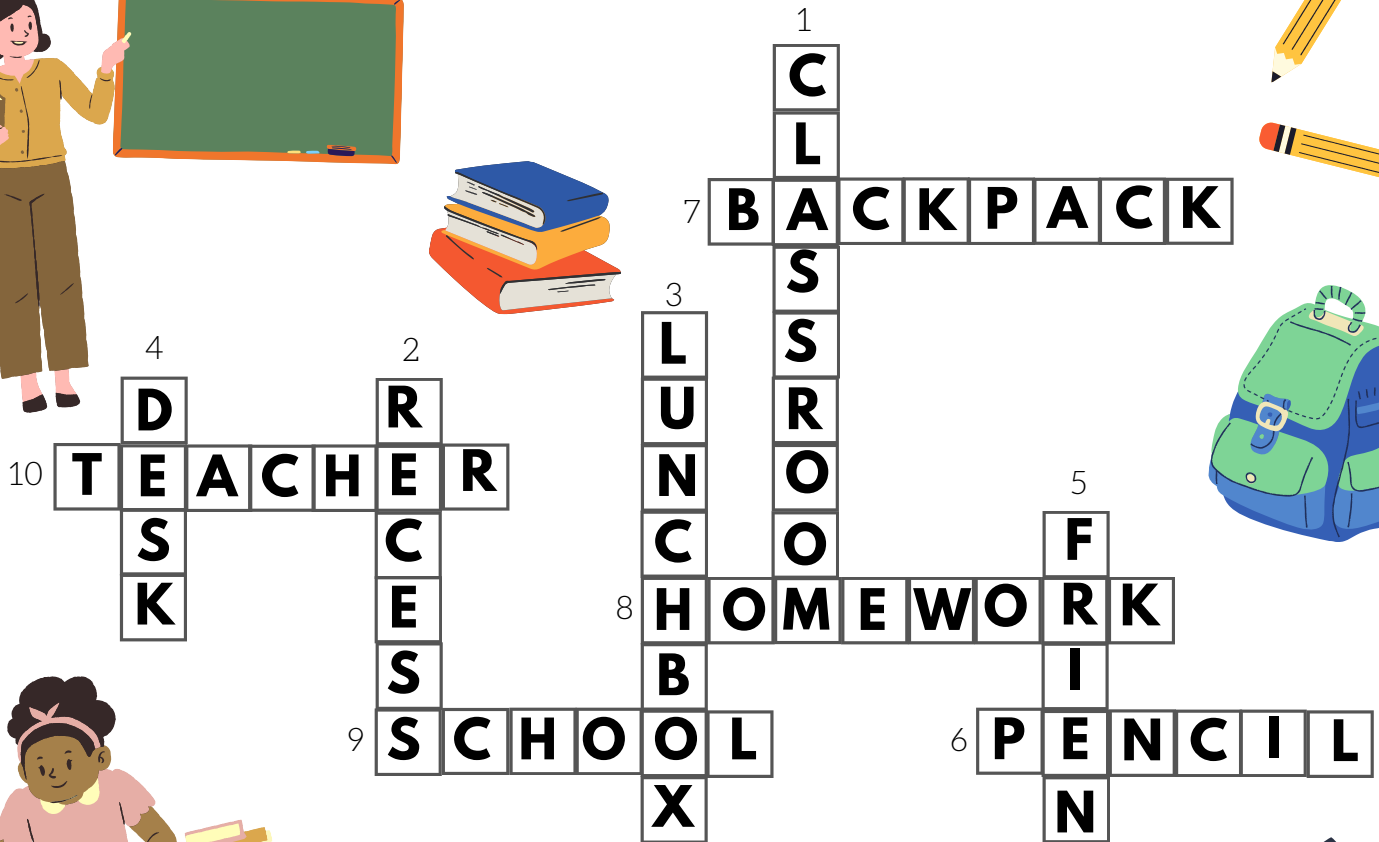 1 CLASSROOM
7 BACKPACK
3 LUNCHBOX
4 DESK
2 RECESS
10 TEACHER
5 FRIEN
8 HOMEWORK
9 SCHOOL
6 PENCIL